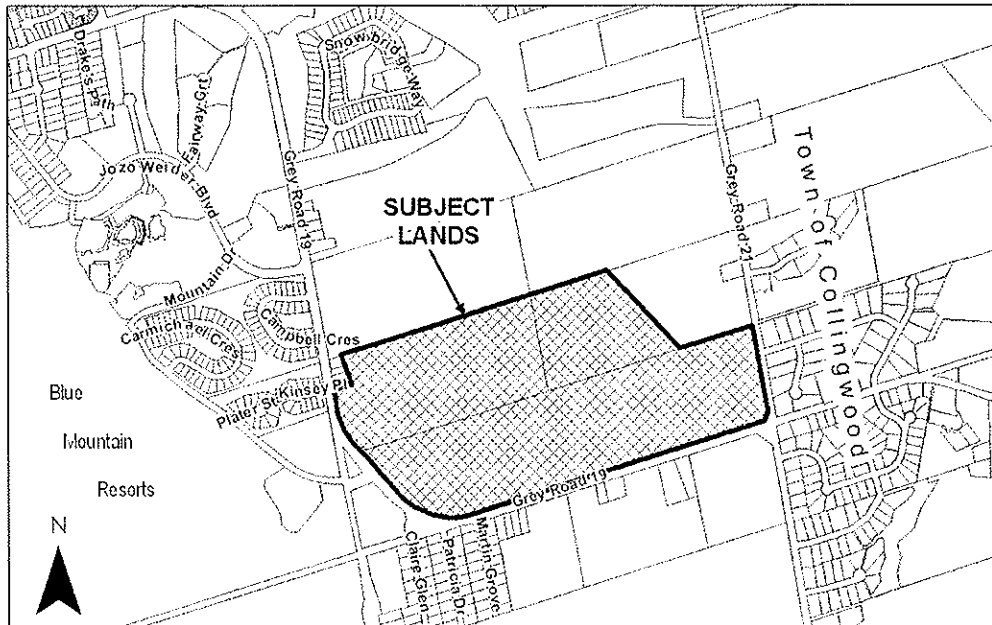 Drake's Path
Snowbridge Way
Fairway Crt
Jozo Weider Blvd
Grey Road 19
Grey Road 21
Town of Collingwood
SUBJECT
LANDS
Mountain Dr
Carmichael Cres
Campbell Cres
Plater St
Kinsey Pl
Blue
Mountain
Resorts
Grey Road 19
Claire Glen
Patricia Dr
Martin Grove
N